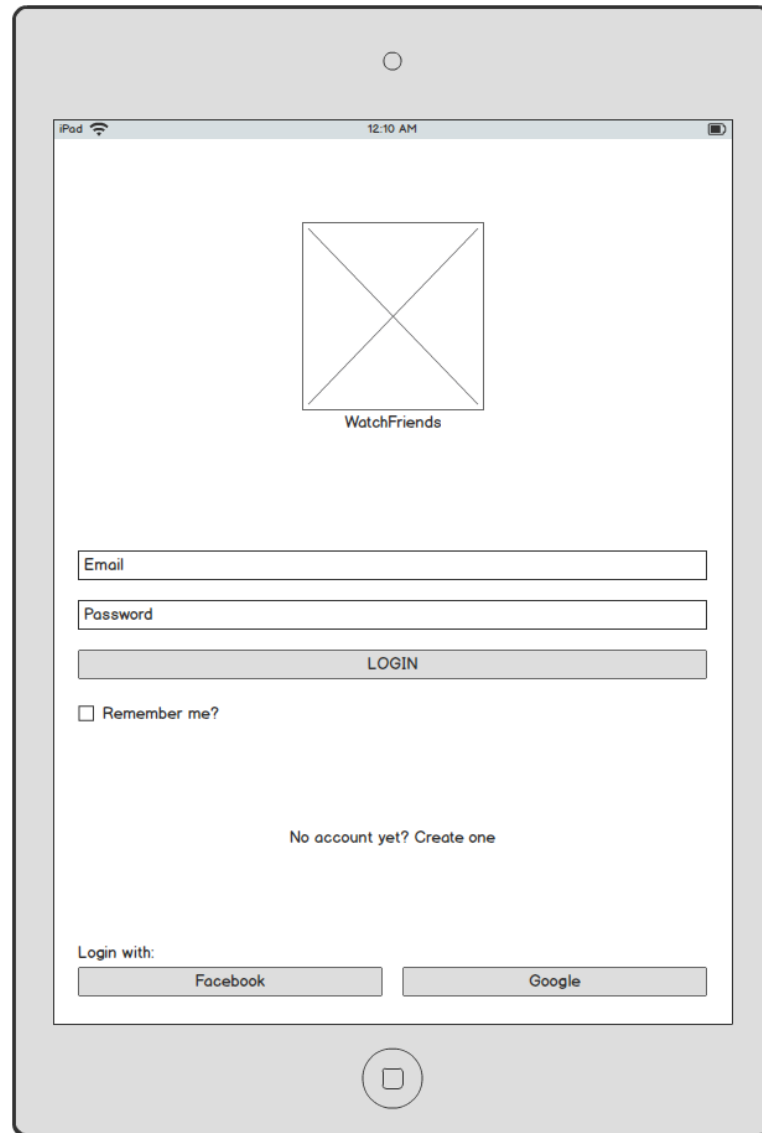 iPad 12:10 AM
WatchFriends
Email
Password
LOGIN
Remember me?
No account yet? Create one
Login with:
Facebook Google